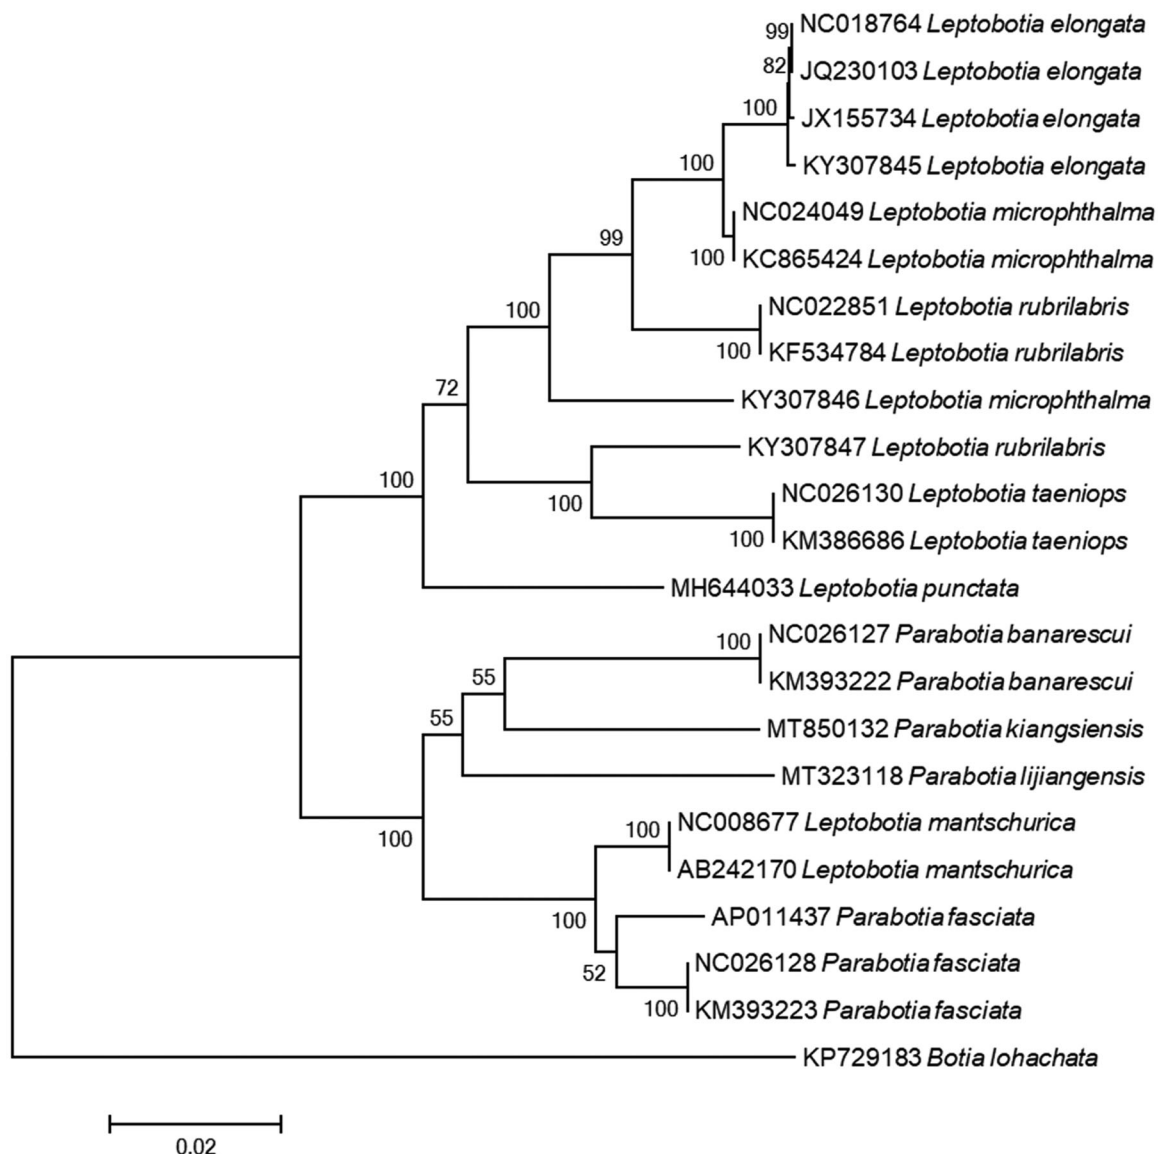 99
NC018764 Leptobotia elongata
82
JQ230103 Leptobotia elongata
100
JX155734 Leptobotia elongata
100
KY307845 Leptobotia elongata
NC024049 Leptobotia microphthalma
99
100
KC865424 Leptobotia microphthalma
100
NC022851 Leptobotia rubrilabris
100
KF534784 Leptobotia rubrilabris
72
KY307846 Leptobotia microphthalma
KY307847 Leptobotia rubrilabris
100
100
NC026130 Leptobotia taeniops
100
KM386686 Leptobotia taeniops
MH644033 Leptobotia punctata
100
NC026127 Parabotia banarescui
55
KM393222 Parabotia banarescui
55
MT850132 Parabotia kiangsiensis
MT323118 Parabotia lijiangensis
100
100
NC008677 Leptobotia mantschurica
AB242170 Leptobotia mantschurica
100
AP011437 Parabotia fasciata
52
NC026128 Parabotia fasciata
100
KM393223 Parabotia fasciata
KP729183 Botia lohachata
0.02